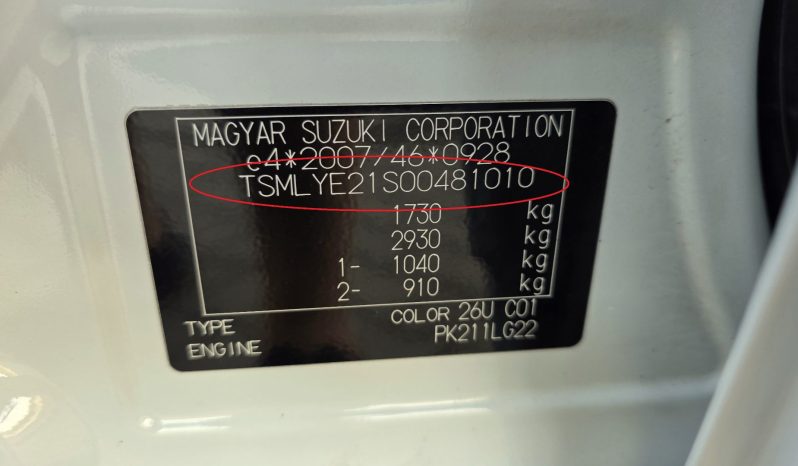 MAGYAR SUZUKI CORPORATION
e4*2007/46*0928
TSMLYE21S00481010
1730 kg
2930 kg
1- 1040 kg
2- 910 kg
TYPE COLOR 26U C01
ENGINE PK211LG22